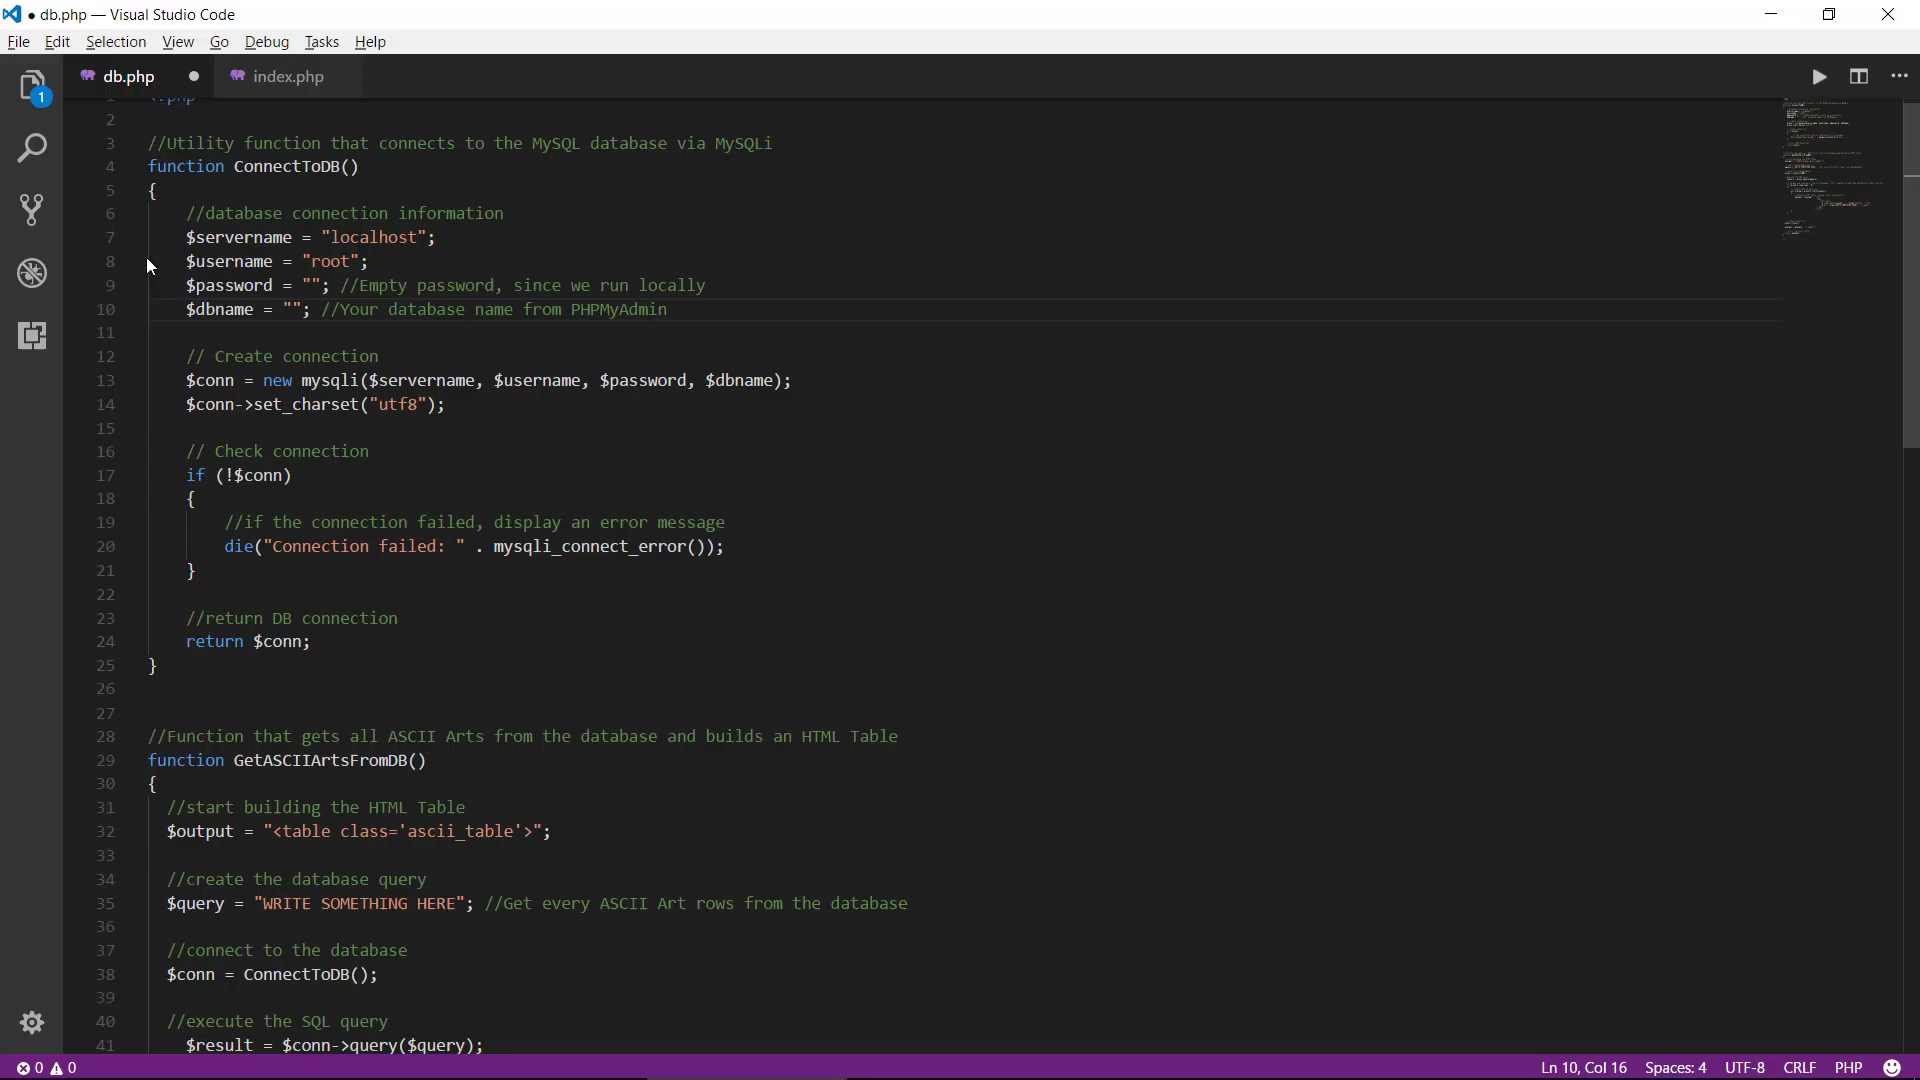 ● db.php — Visual Studio Code
File Edit Selection View Go Debug Tasks Help
1
db.php
index.php
1 <?php
2
3 //Utility function that connects to the MySQL database via MySQLi
4 function ConnectToDB()
5 {
6 //database connection information
7 $servername = "localhost";
8 $username = "root";
9 $password = ""; //Empty password, since we run locally
10 $dbname = ""; //Your database name from PHPMyAdmin
11
12 // Create connection
13 $conn = new mysqli($servername, $username, $password, $dbname);
14 $conn->set_charset("utf8");
15
16 // Check connection
17 if (!$conn)
18 {
19 //if the connection failed, display an error message
20 die("Connection failed: " . mysqli_connect_error());
21 }
22
23 //return DB connection
24 return $conn;
25 }
26
27
28 //Function that gets all ASCII Arts from the database and builds an HTML Table
29 function GetASCIIArtsFromDB()
30 {
31 //start building the HTML Table
32 $output = "<table class='ascii_table'>";
33
34 //create the database query
35 $query = "WRITE SOMETHING HERE"; //Get every ASCII Art rows from the database
36
37 //connect to the database
38 $conn = ConnectToDB();
39
40 //execute the SQL query
41 $result = $conn->query($query);
0 0 Ln 10, Col 16 Spaces: 4 UTF-8 CRLF PHP